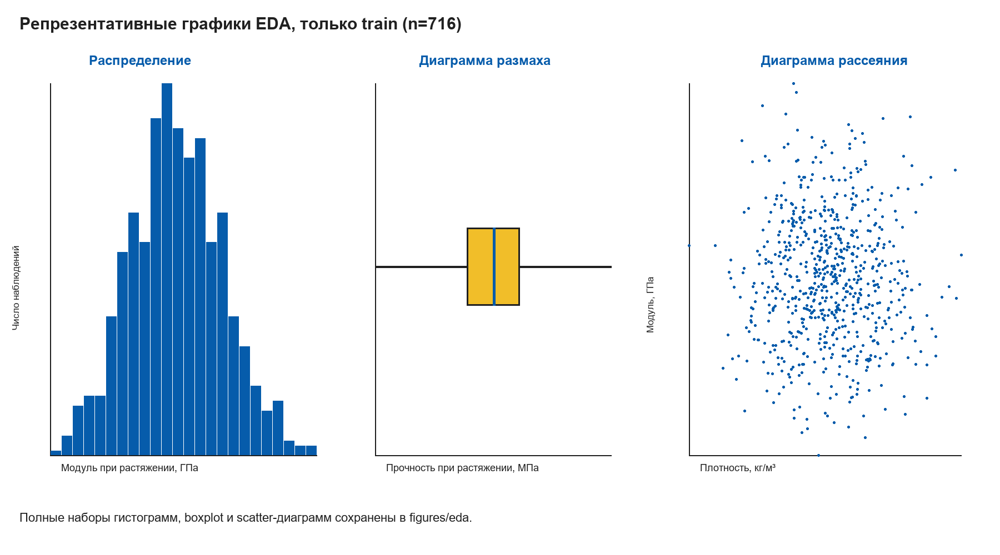 Репрезентативные графики EDA, только train (n=716)
Распределение
Диаграмма размаха
Диаграмма рассеяния
Число наблюдений
Модуль, ГПа
Модуль при растяжении, ГПа
Прочность при растяжении, МПа
Плотность, кг/м³
Полные наборы гистограмм, boxplot и scatter-диаграмм сохранены в figures/eda.